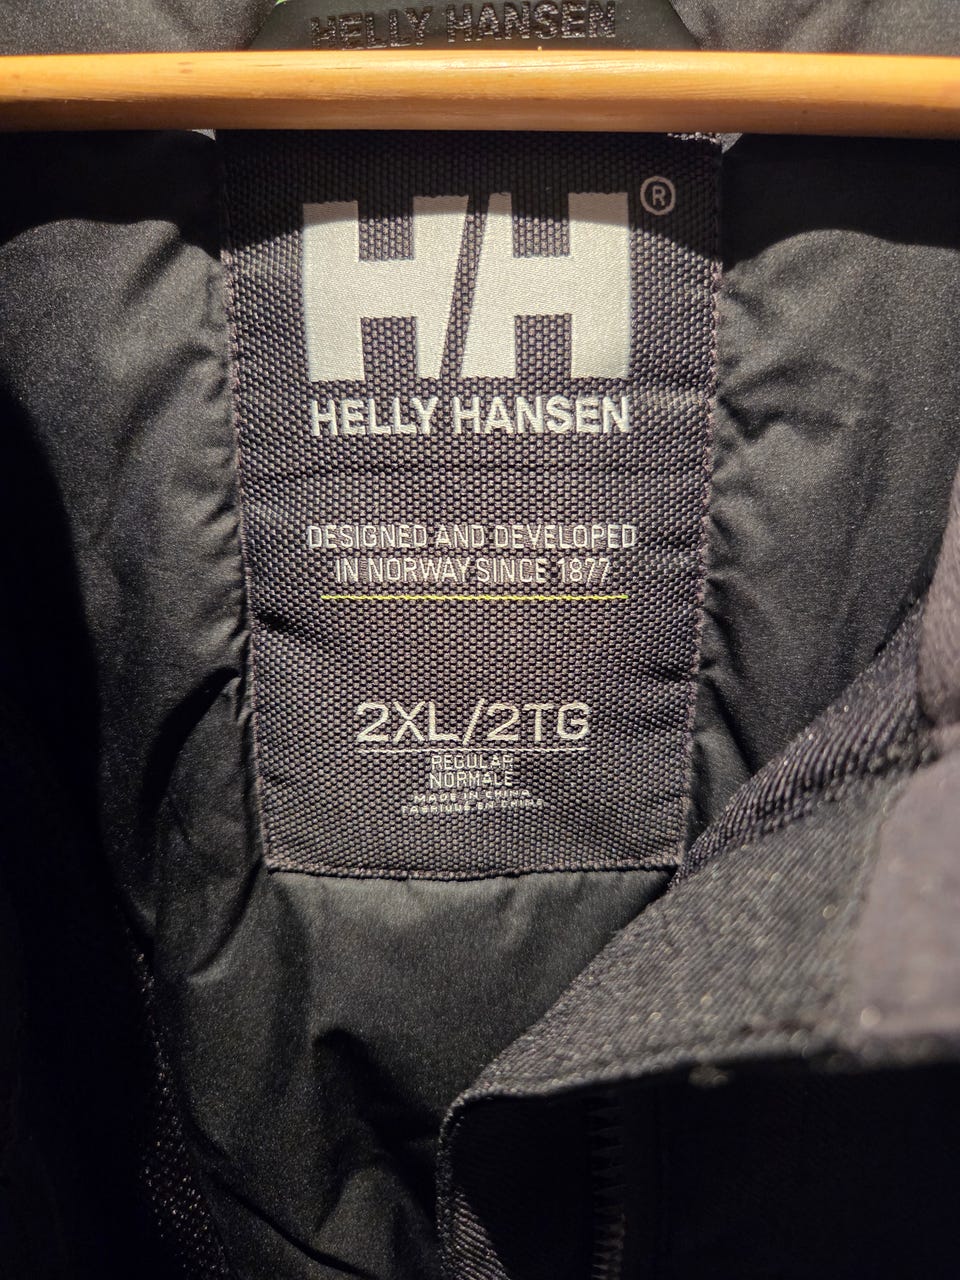 HELLY HANSEN
HH®
HELLY HANSEN
DESIGNED AND DEVELOPED
IN NORWAY SINCE 1877
2XL/2TG
REGULAR
NORMALE
MADE IN CHINA
FABRIQUÉ EN CHINE